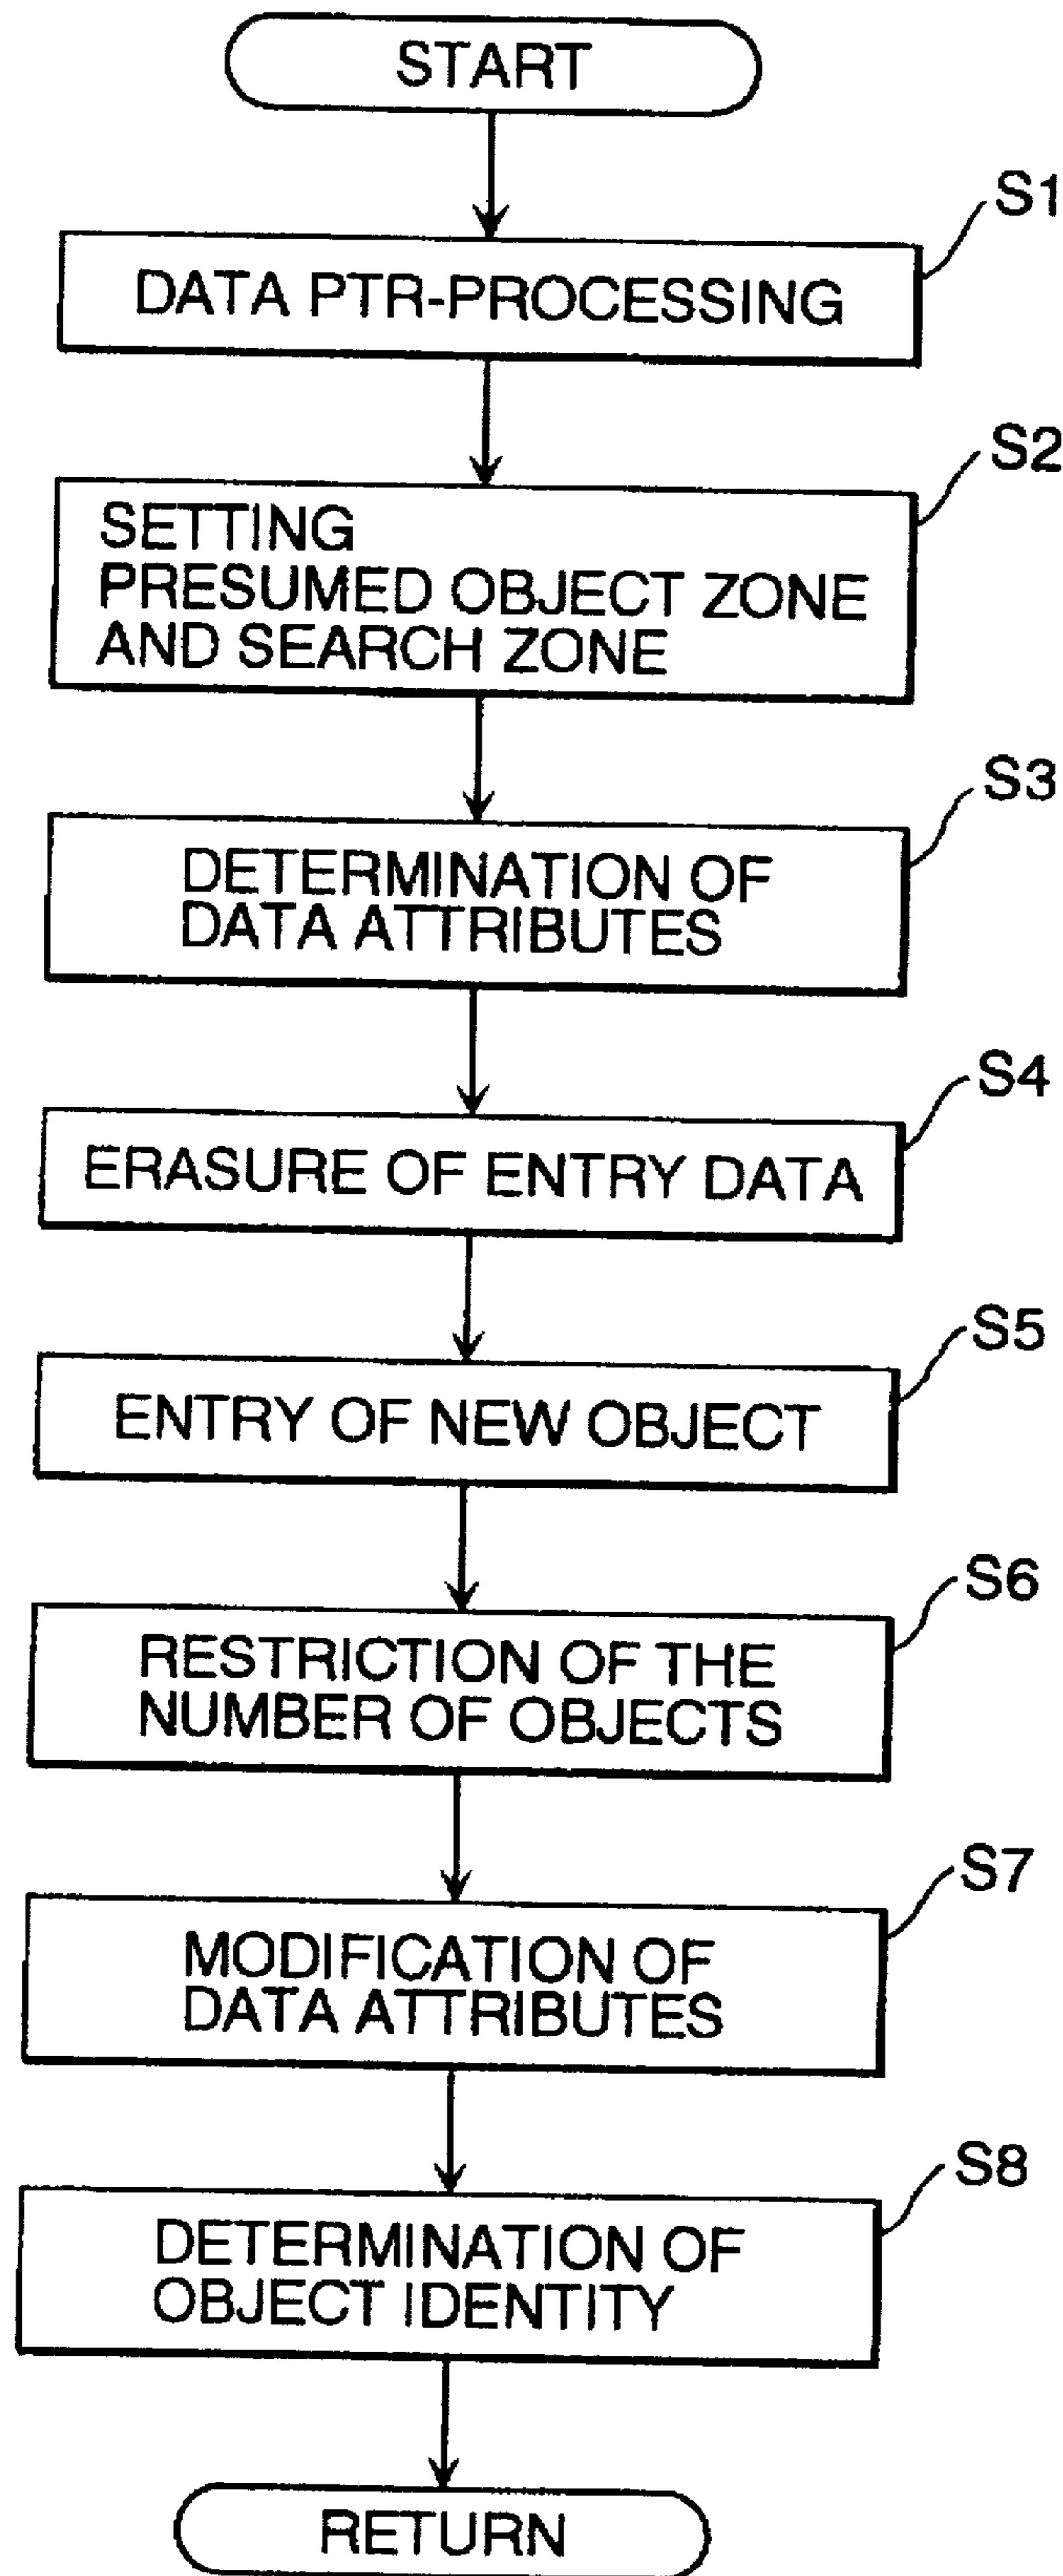 START
S1
DATA PTR-PROCESSING
S2
SETTING
PRESUMED OBJECT ZONE
AND SEARCH ZONE
S3
DETERMINATION OF
DATA ATTRIBUTES
S4
ERASURE OF ENTRY DATA
S5
ENTRY OF NEW OBJECT
S6
RESTRICTION OF THE
NUMBER OF OBJECTS
S7
MODIFICATION OF
DATA ATTRIBUTES
S8
DETERMINATION OF
OBJECT IDENTITY
RETURN